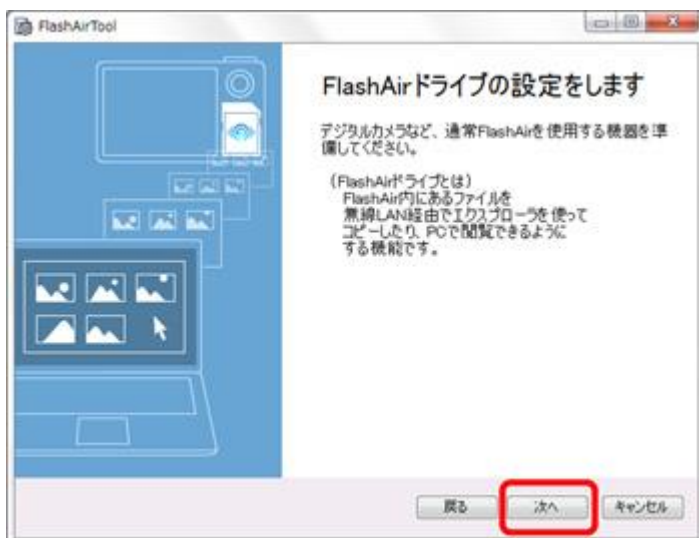 FlashAirTool
FlashAirドライブの設定をします
デジタルカメラなど、通常FlashAirを使用する機器を準
備してください。
(FlashAirドライブとは)
FlashAir内にあるファイルを
無線LAN経由でエクスプローラを使って
コピーしたり、PCで閲覧できるように
する機能です。
戻る
次へ
キャンセル